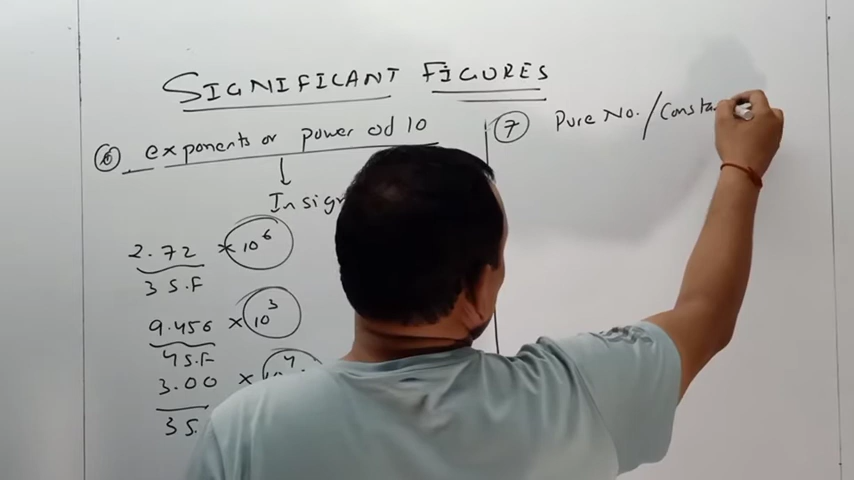 SIGNIFICANT FIGURES
⑥ exponents or power od 10
↓
Insign
2.72 × 10⁶
3 S.F
9.456 × 10³
4 S.F
3.00 × 10⁴
3 S.
⑦ Pure No. / Consta